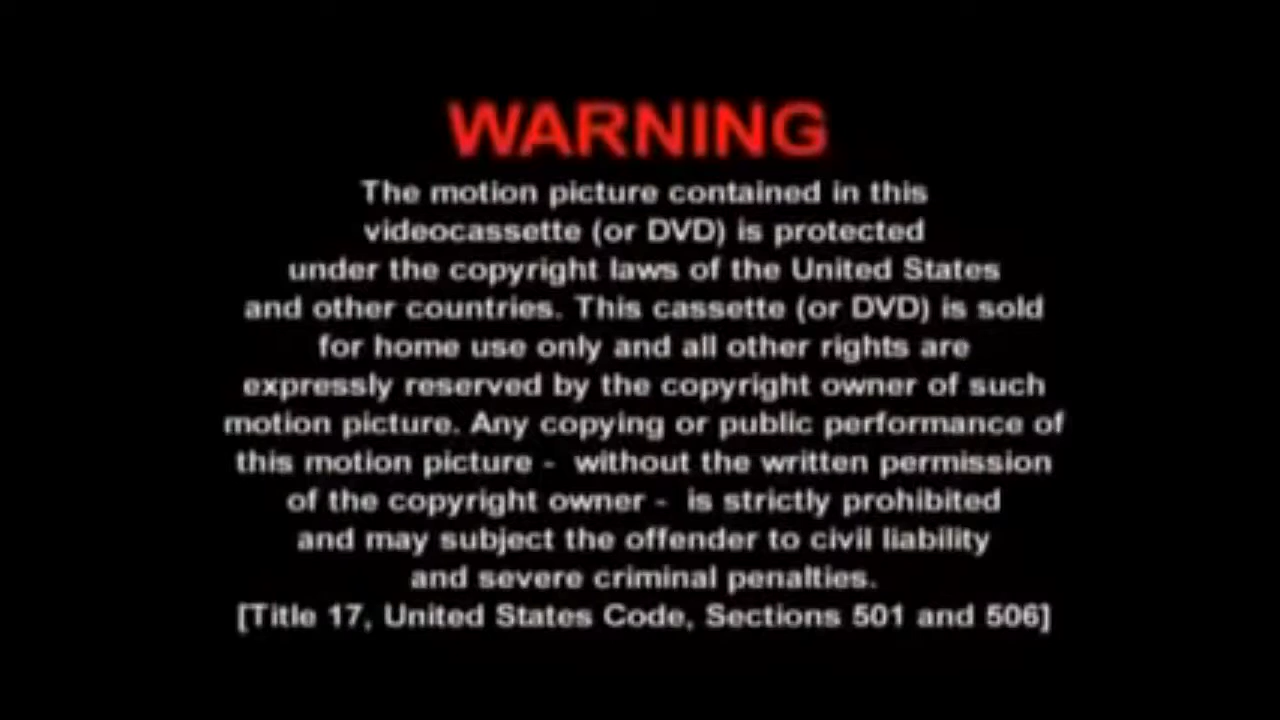 WARNING
The motion picture contained in this
videocassette (or DVD) is protected
under the copyright laws of the United States
and other countries. This cassette (or DVD) is sold
for home use only and all other rights are
expressly reserved by the copyright owner of such
motion picture. Any copying or public performance of
this motion picture - without the written permission
of the copyright owner - is strictly prohibited
and may subject the offender to civil liability
and severe criminal penalties.
[Title 17, United States Code, Sections 501 and 506]